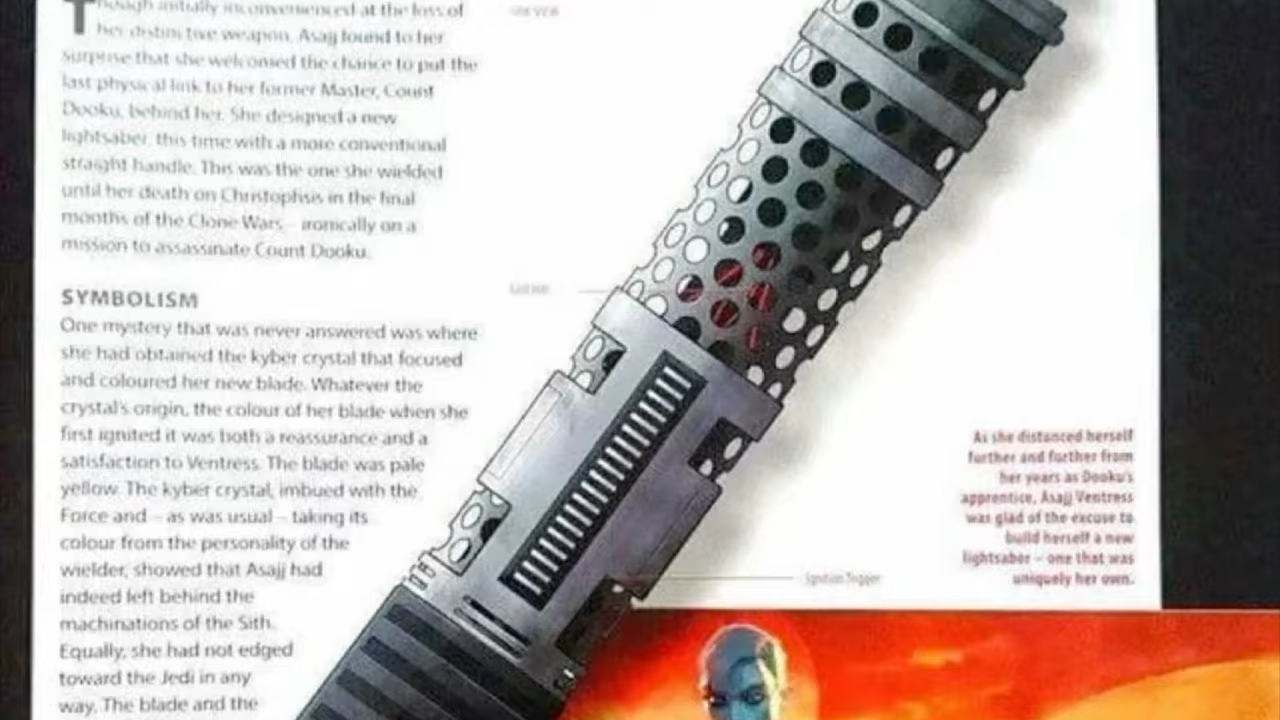 Though initially inconvenienced at the loss of
her distinctive weapon, Asajj found to her
surprise that she welcomed the chance to put the
last physical link to her former Master, Count
Dooku, behind her. She designed a new
lightsaber, this time with a more conventional
straight handle. This was the one she wielded
until her death on Christophsis in the final
months of the Clone Wars – ironically on a
mission to assassinate Count Dooku.
SYMBOLISM
One mystery that was never answered was where
she had obtained the kyber crystal that focused
and coloured her new blade. Whatever the
crystal's origin, the colour of her blade when she
first ignited it was both a reassurance and a
satisfaction to Ventress. The blade was pale
yellow. The kyber crystal, imbued with the
Force and – as was usual – taking its
colour from the personality of the
wielder, showed that Asajj had
indeed left behind the
machinations of the Sith.
Equally, she had not edged
toward the Jedi in any
way. The blade and the
Ignition Trigger
As she distanced herself
further and further from
her years as Dooku's
apprentice, Asajj Ventress
was glad of the excuse to
build herself a new
lightsaber – one that was
uniquely her own.